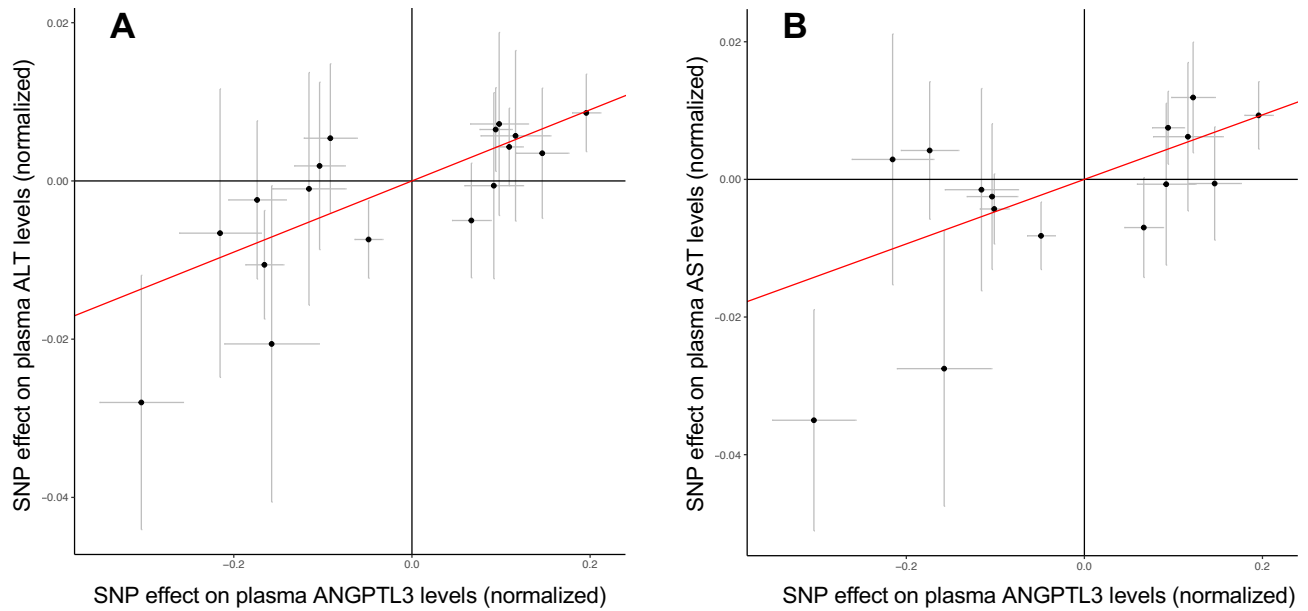 A
SNP effect on plasma ALT levels (normalized)
0.02
0.00
−0.02
−0.04
−0.2
0.0
0.2
SNP effect on plasma ANGPTL3 levels (normalized)
B
SNP effect on plasma AST levels (normalized)
0.02
0.00
−0.02
−0.04
−0.2
0.0
0.2
SNP effect on plasma ANGPTL3 levels (normalized)